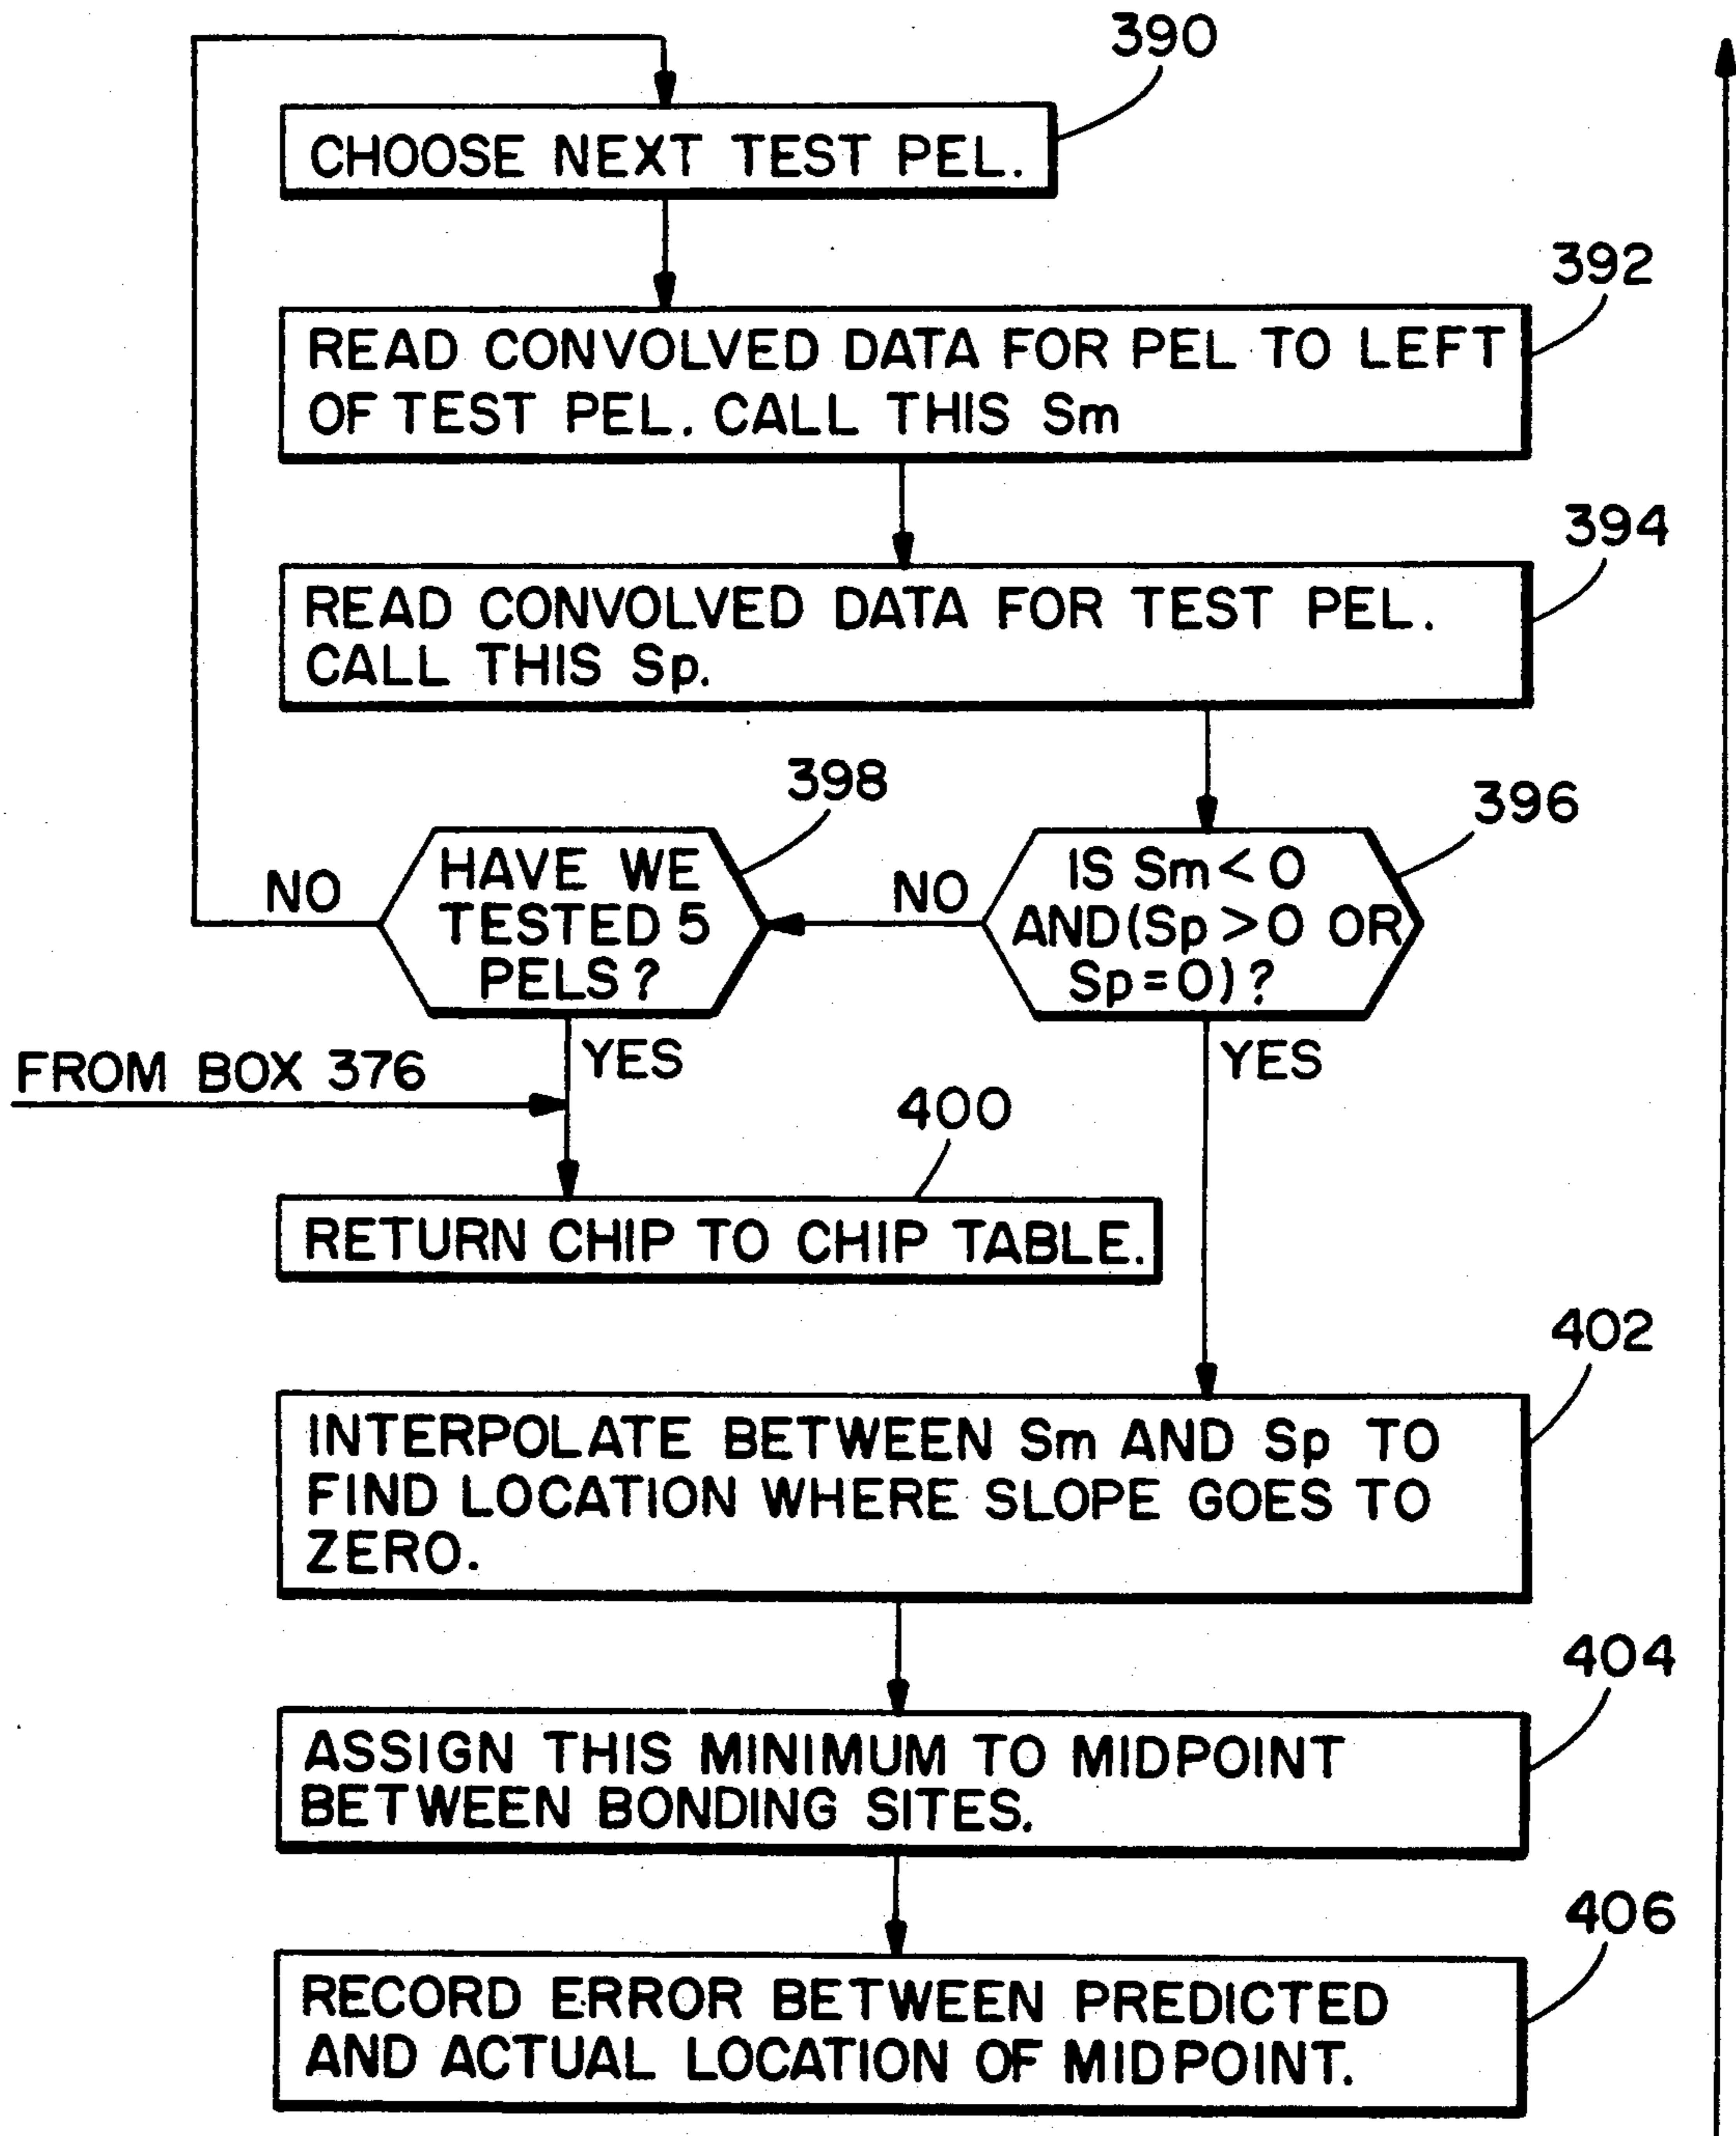 390
CHOOSE NEXT TEST PEL.
392
READ CONVOLVED DATA FOR PEL TO LEFT
OF TEST PEL. CALL THIS Sm
394
READ CONVOLVED DATA FOR TEST PEL.
CALL THIS Sp.
398
HAVE WE
TESTED 5
PELS?
NO
396
IS Sm<0
AND(Sp>0 OR
Sp=0)?
NO
YES
YES
FROM BOX 376
400
RETURN CHIP TO CHIP TABLE.
402
INTERPOLATE BETWEEN Sm AND Sp TO
FIND LOCATION WHERE SLOPE GOES TO
ZERO.
404
ASSIGN THIS MINIMUM TO MIDPOINT
BETWEEN BONDING SITES.
406
RECORD ERROR BETWEEN PREDICTED
AND ACTUAL LOCATION OF MIDPOINT.